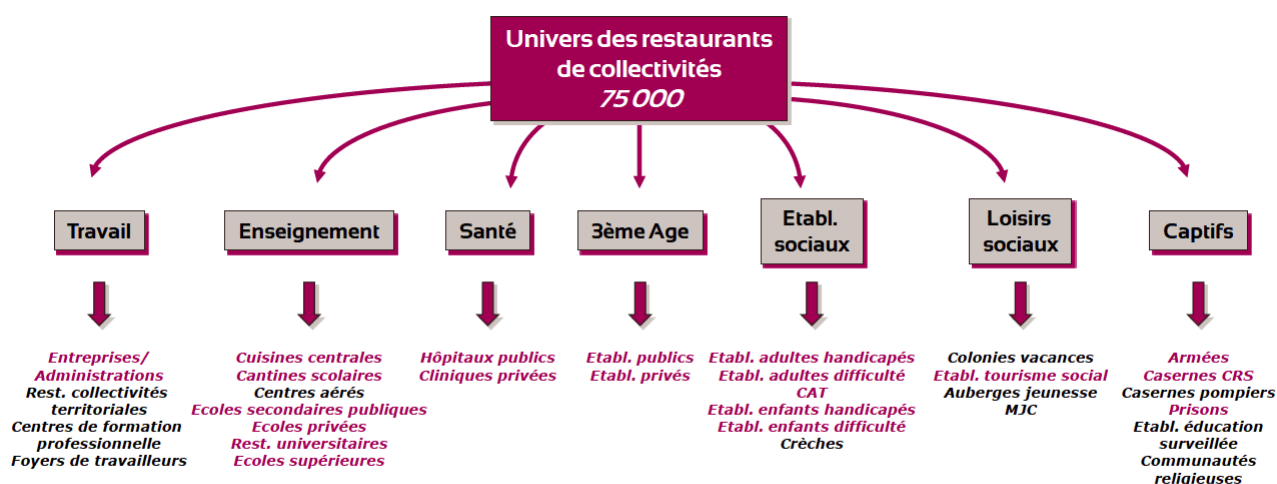 Univers des restaurants
de collectivités
75 000
Travail
Enseignement
Santé
3ème Age
Etabl.
sociaux
Loisirs
sociaux
Captifs
Entreprises/
Administrations
Rest. collectivités
territoriales
Centres de formation
professionnelle
Foyers de travailleurs
Cuisines centrales
Cantines scolaires
Centres aérés
Ecoles secondaires publiques
Ecoles privées
Rest. universitaires
Ecoles supérieures
Hôpitaux publics
Cliniques privées
Etabl. publics
Etabl. privés
Etabl. adultes handicapés
Etabl. adultes difficulté
CAT
Etabl. enfants handicapés
Etabl. enfants difficulté
Crèches
Colonies vacances
Etabl. tourisme social
Auberges jeunesse
MJC
Armées
Casernes CRS
Casernes pompiers
Prisons
Etabl. éducation
surveillée
Communautés
religieuses